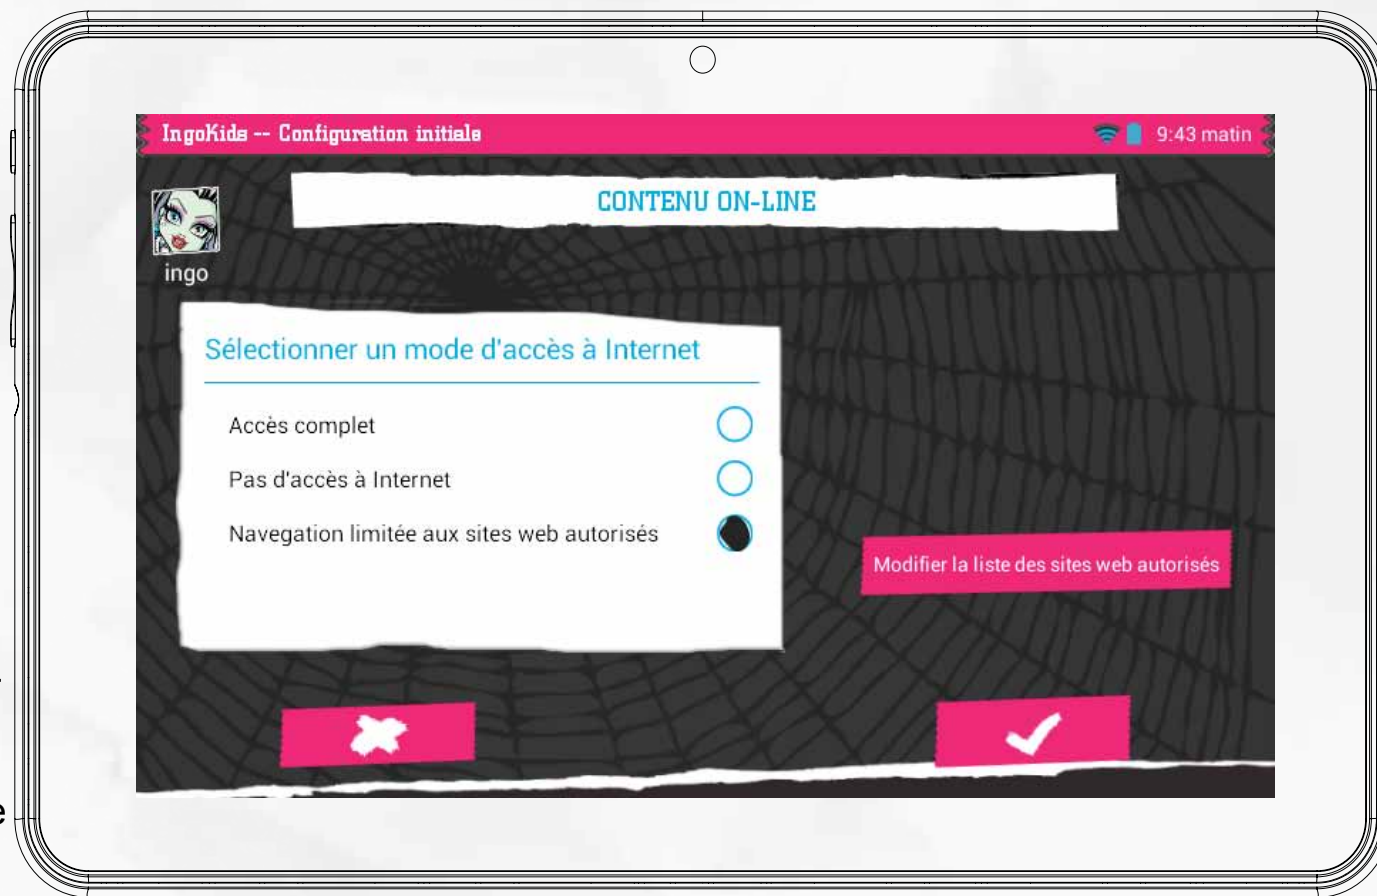 IngoKids -- Configuration initiale
9:43 matin
CONTENU ON-LINE
ingo
Sélectionner un mode d'accès à Internet
Accès complet
Pas d'accès à Internet
Navegation limitée aux sites web autorisés
Modifier la liste des sites web autorisés